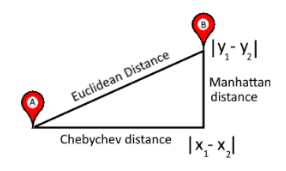 B
|y₁ - y₂|
Euclidean Distance
Manhattan
distance
A
Chebychev distance
|x₁ - x₂|